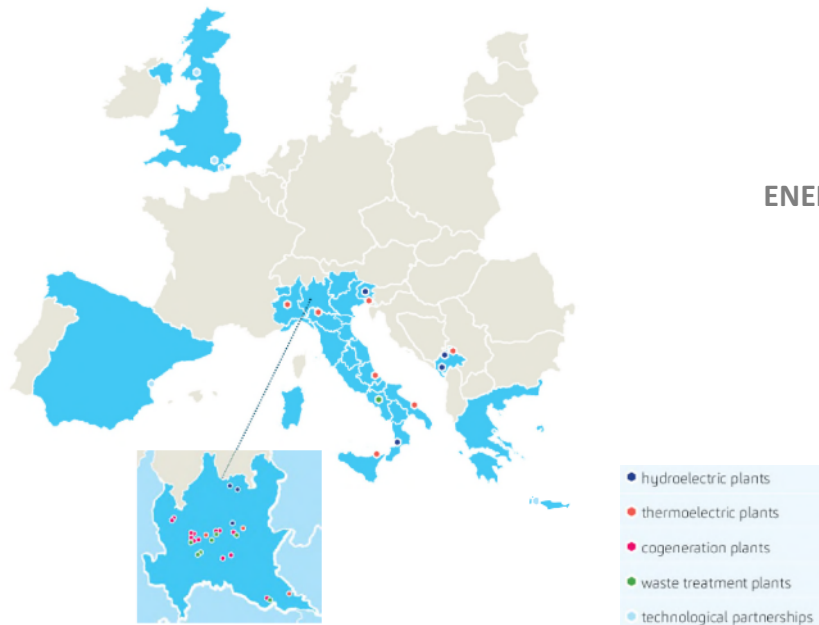 ENE
hydroelectric plants
thermoelectric plants
cogeneration plants
waste treatment plants
technological partnerships